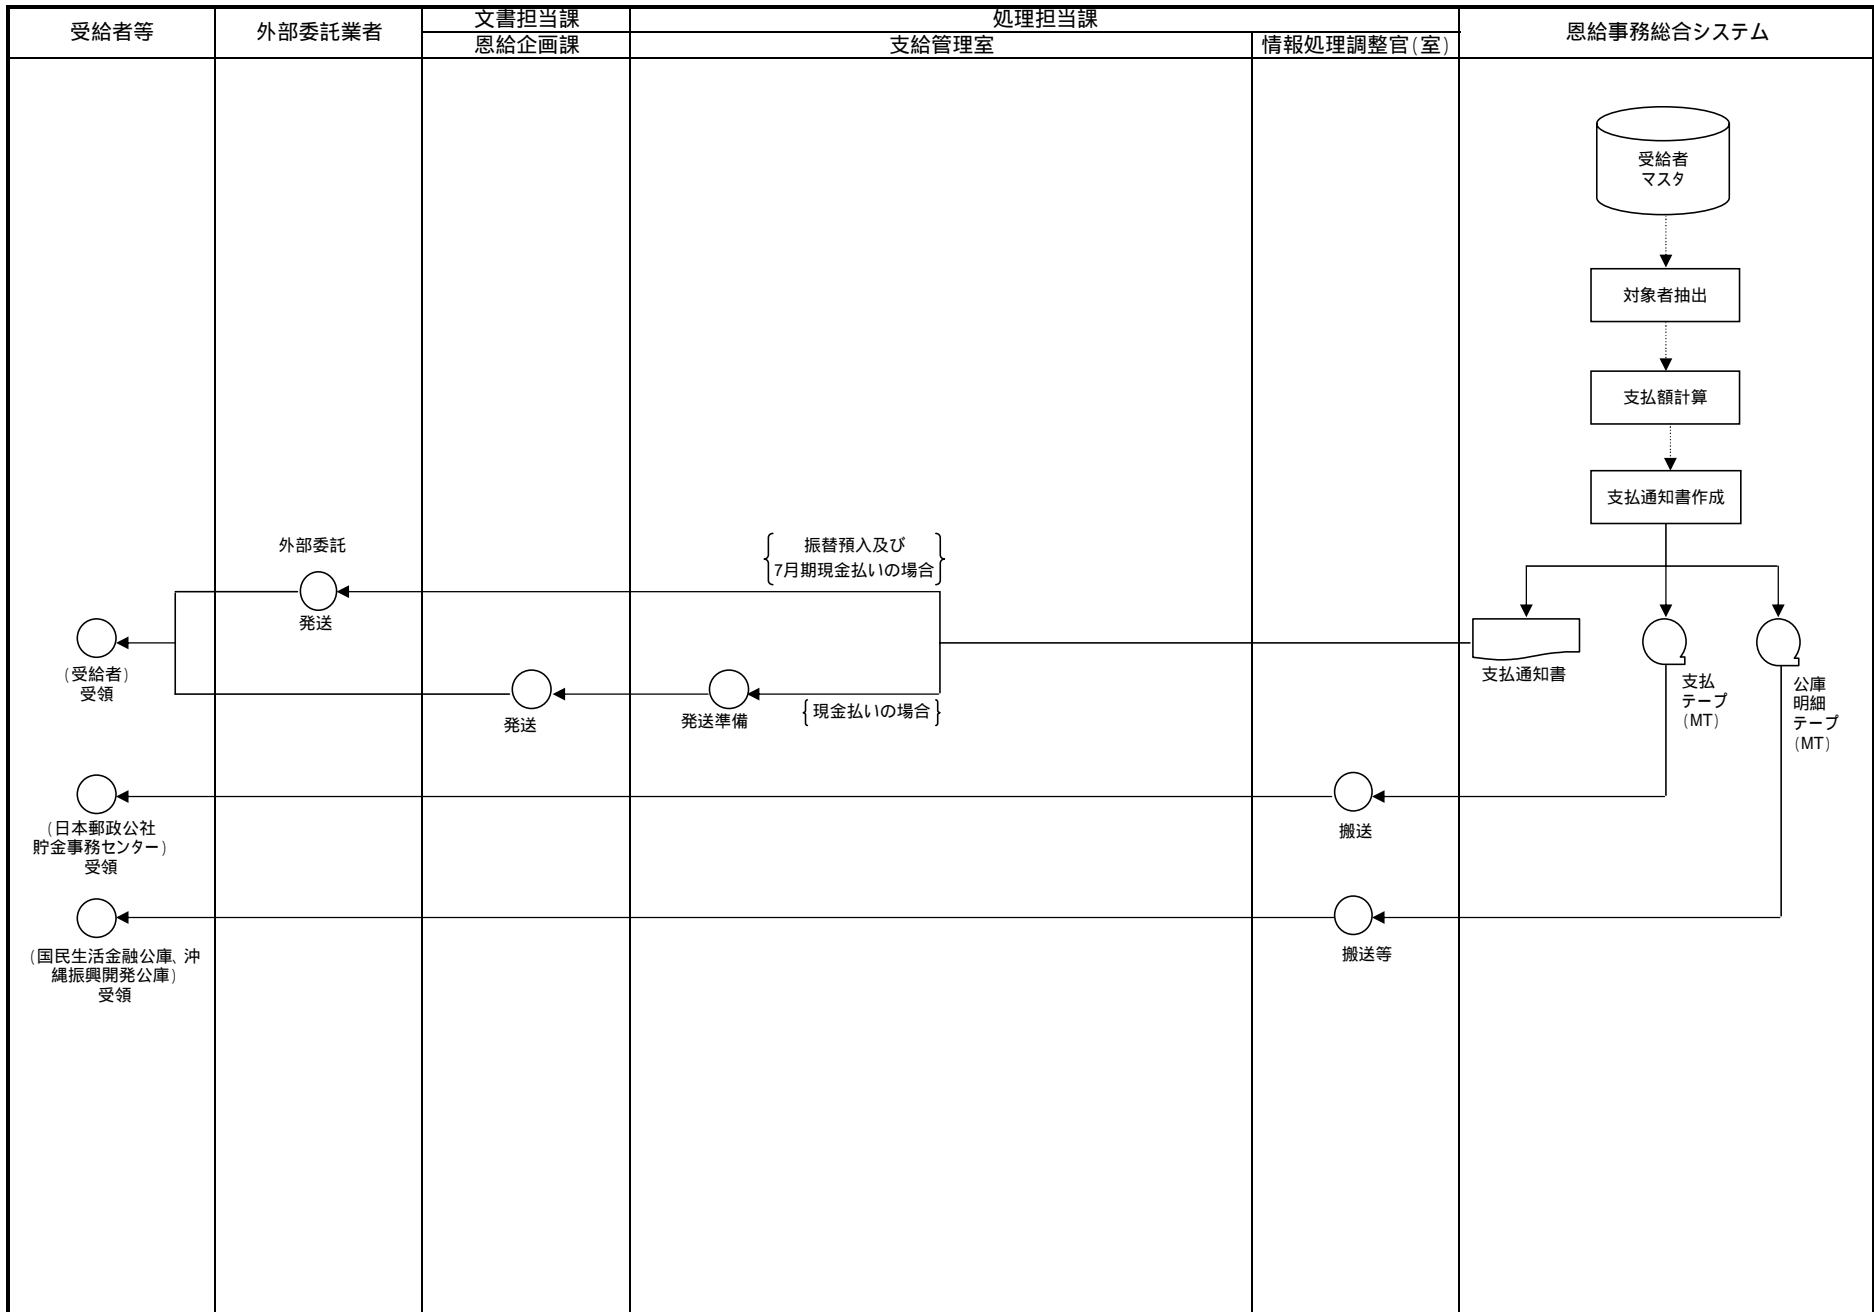 受給者等
外部委託業者
文書担当課
恩給企画課
処理担当課
支給管理室
情報処理調整官(室)
恩給事務総合システム
受給者
マスタ
対象者抽出
支払額計算
支払通知書作成
外部委託
発送
振替預入及び
7月期現金払いの場合
(受給者)
受領
発送
発送準備
現金払いの場合
支払通知書
支払
テープ
(MT)
公庫
明細
テープ
(MT)
(日本郵政公社
貯金事務センター)
受領
搬送
(国民生活金融公庫、沖
縄振興開発公庫)
受領
搬送等